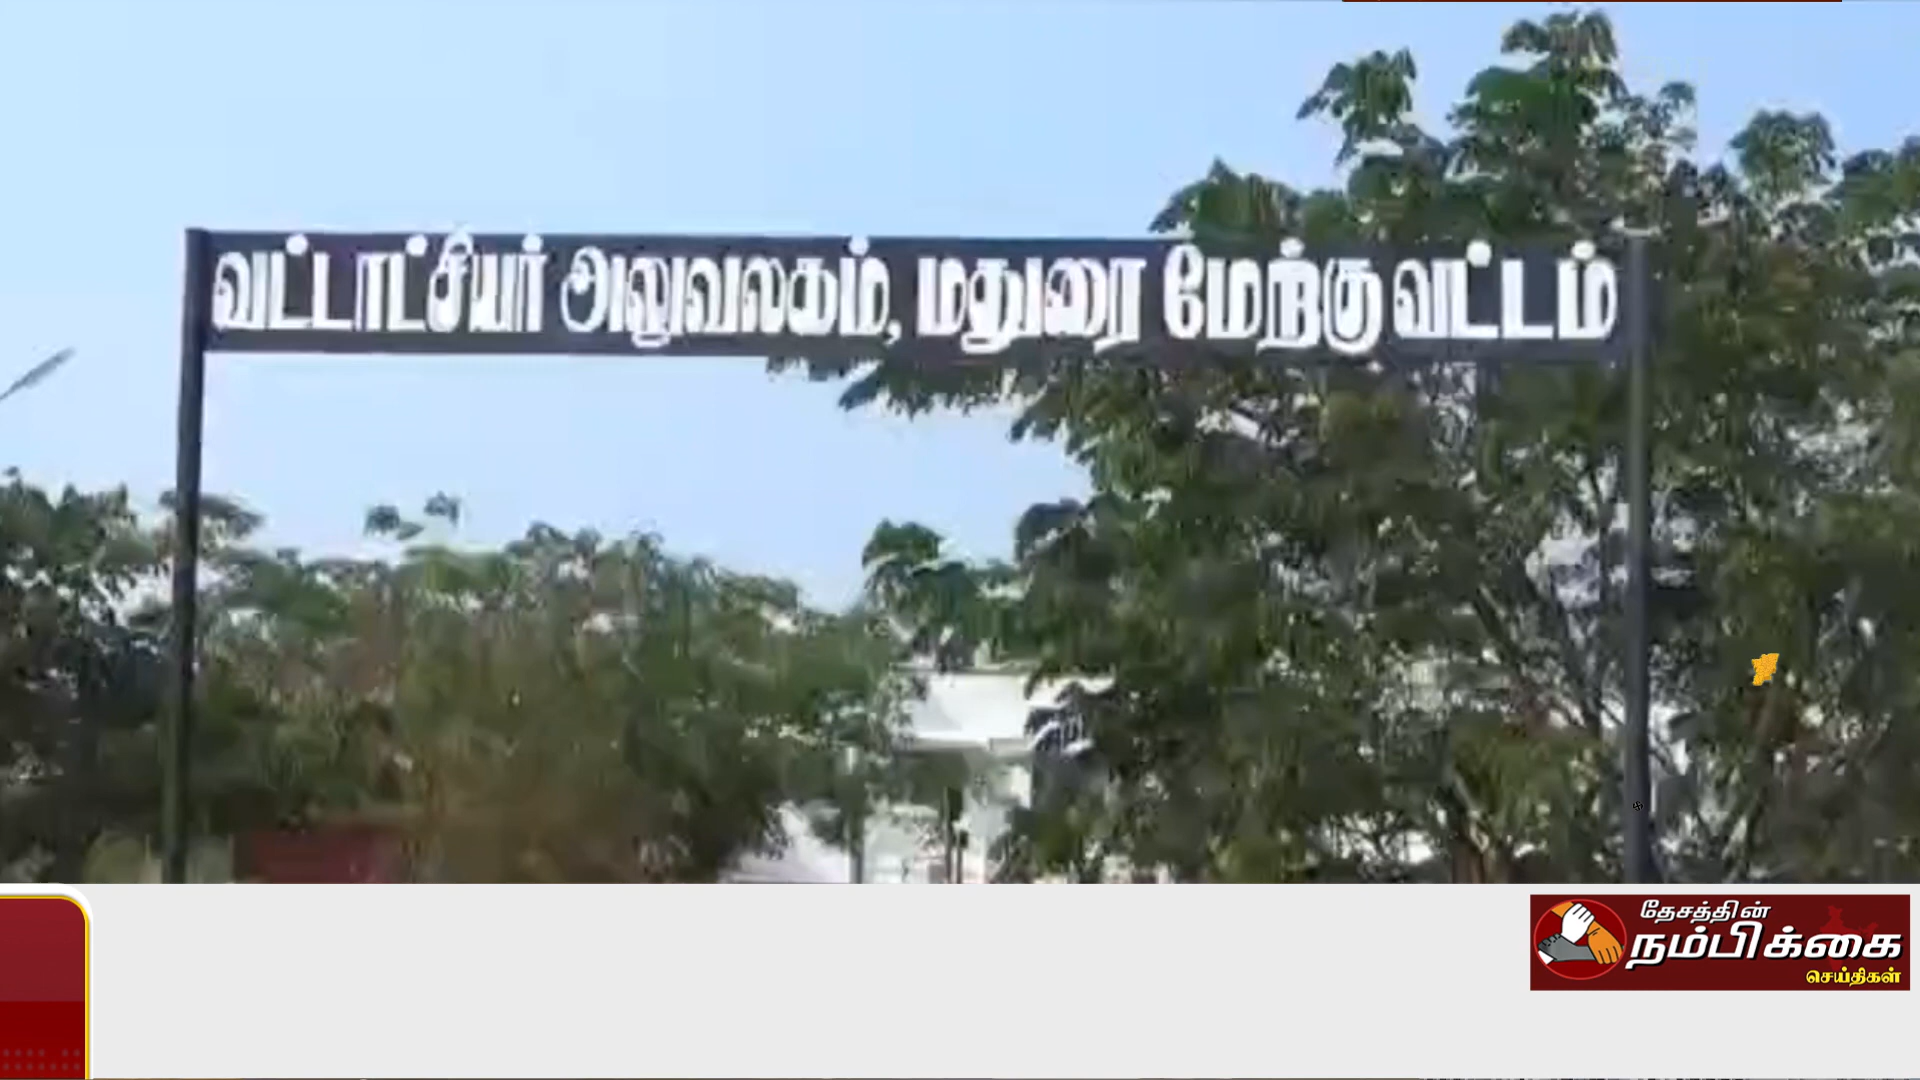 வட்டாட்சியர் அலுவலகம், மதுரை மேற்கு வட்டம்
தேசத்தின்
நம்பிக்கை
செய்திகள்